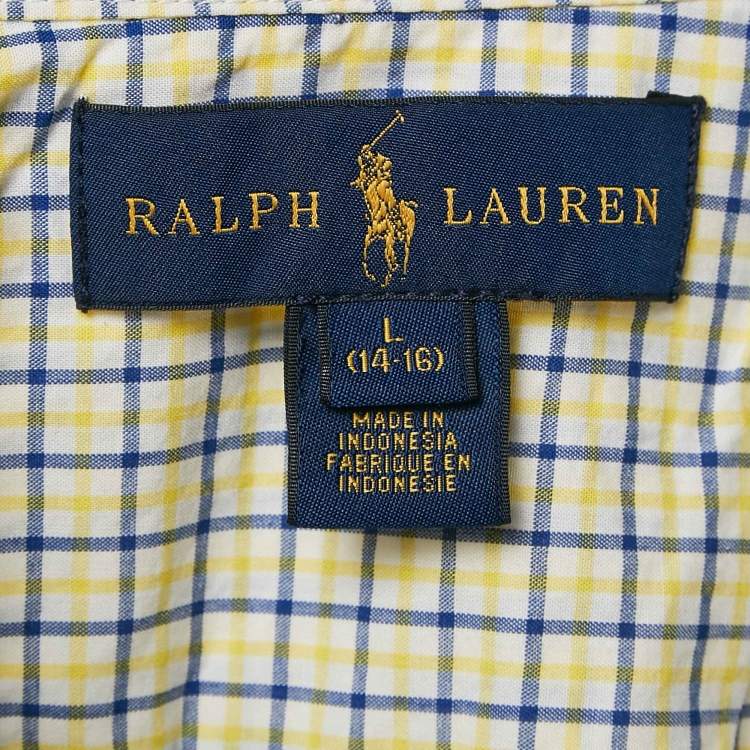 RALPH LAUREN
L
(14-16)
MADE IN
INDONESIA
FABRIQUE EN
INDONESIE